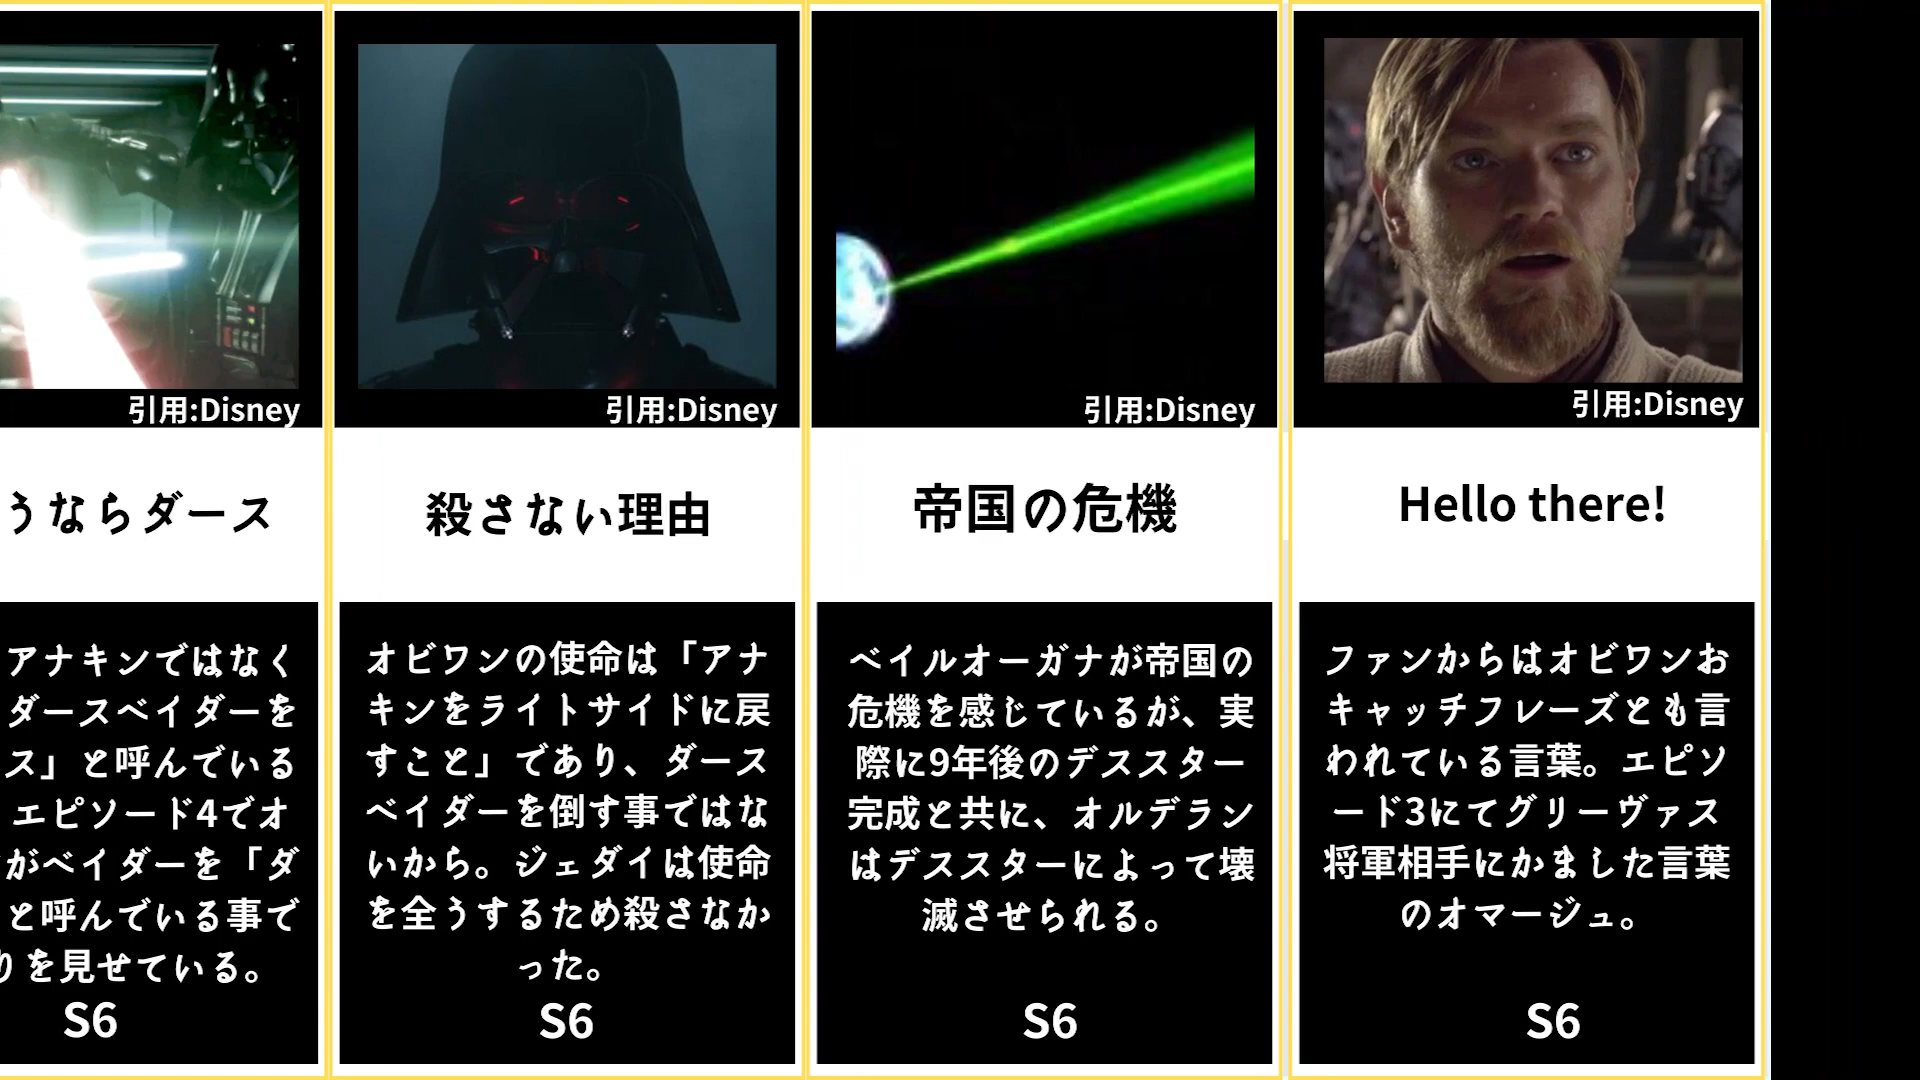 引用:Disney
うならダース
アナキンではなく
ダースベイダーを
ス」と呼んでいる
エピソード4でオ
がベイダーを「ダ
と呼んでいる事で
りを見せている。
S6
引用:Disney
殺さない理由
オビワンの使命は「アナ
キンをライトサイドに戻
すこと」であり、ダース
ベイダーを倒す事ではな
いから。ジェダイは使命
を全うするため殺さなか
った。
S6
引用:Disney
帝国の危機
ベイルオーガナが帝国の
危機を感じているが、実
際に9年後のデススター
完成と共に、オルデラン
はデススターによって壊
滅させられる。
S6
引用:Disney
Hello there!
ファンからはオビワンお
キャッチフレーズとも言
われている言葉。エピソ
ード3にてグリーヴァス
将軍相手にかました言葉
のオマージュ。
S6